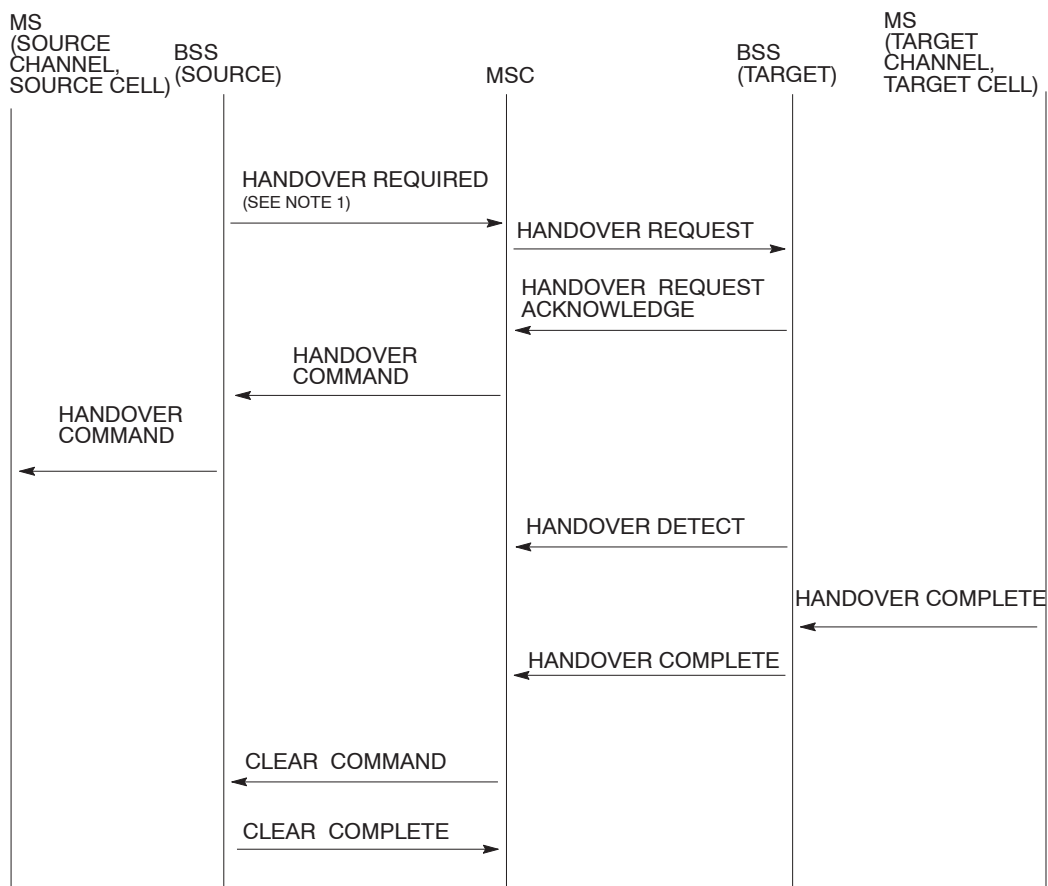 MS
(SOURCE
CHANNEL,
SOURCE CELL)
BSS
(SOURCE)
MSC
BSS
(TARGET)
MS
(TARGET
CHANNEL,
TARGET CELL)
HANDOVER REQUIRED
(SEE NOTE 1)
HANDOVER REQUEST
HANDOVER REQUEST
ACKNOWLEDGE
HANDOVER
COMMAND
HANDOVER
COMMAND
HANDOVER DETECT
HANDOVER COMPLETE
HANDOVER COMPLETE
CLEAR COMMAND
CLEAR COMPLETE